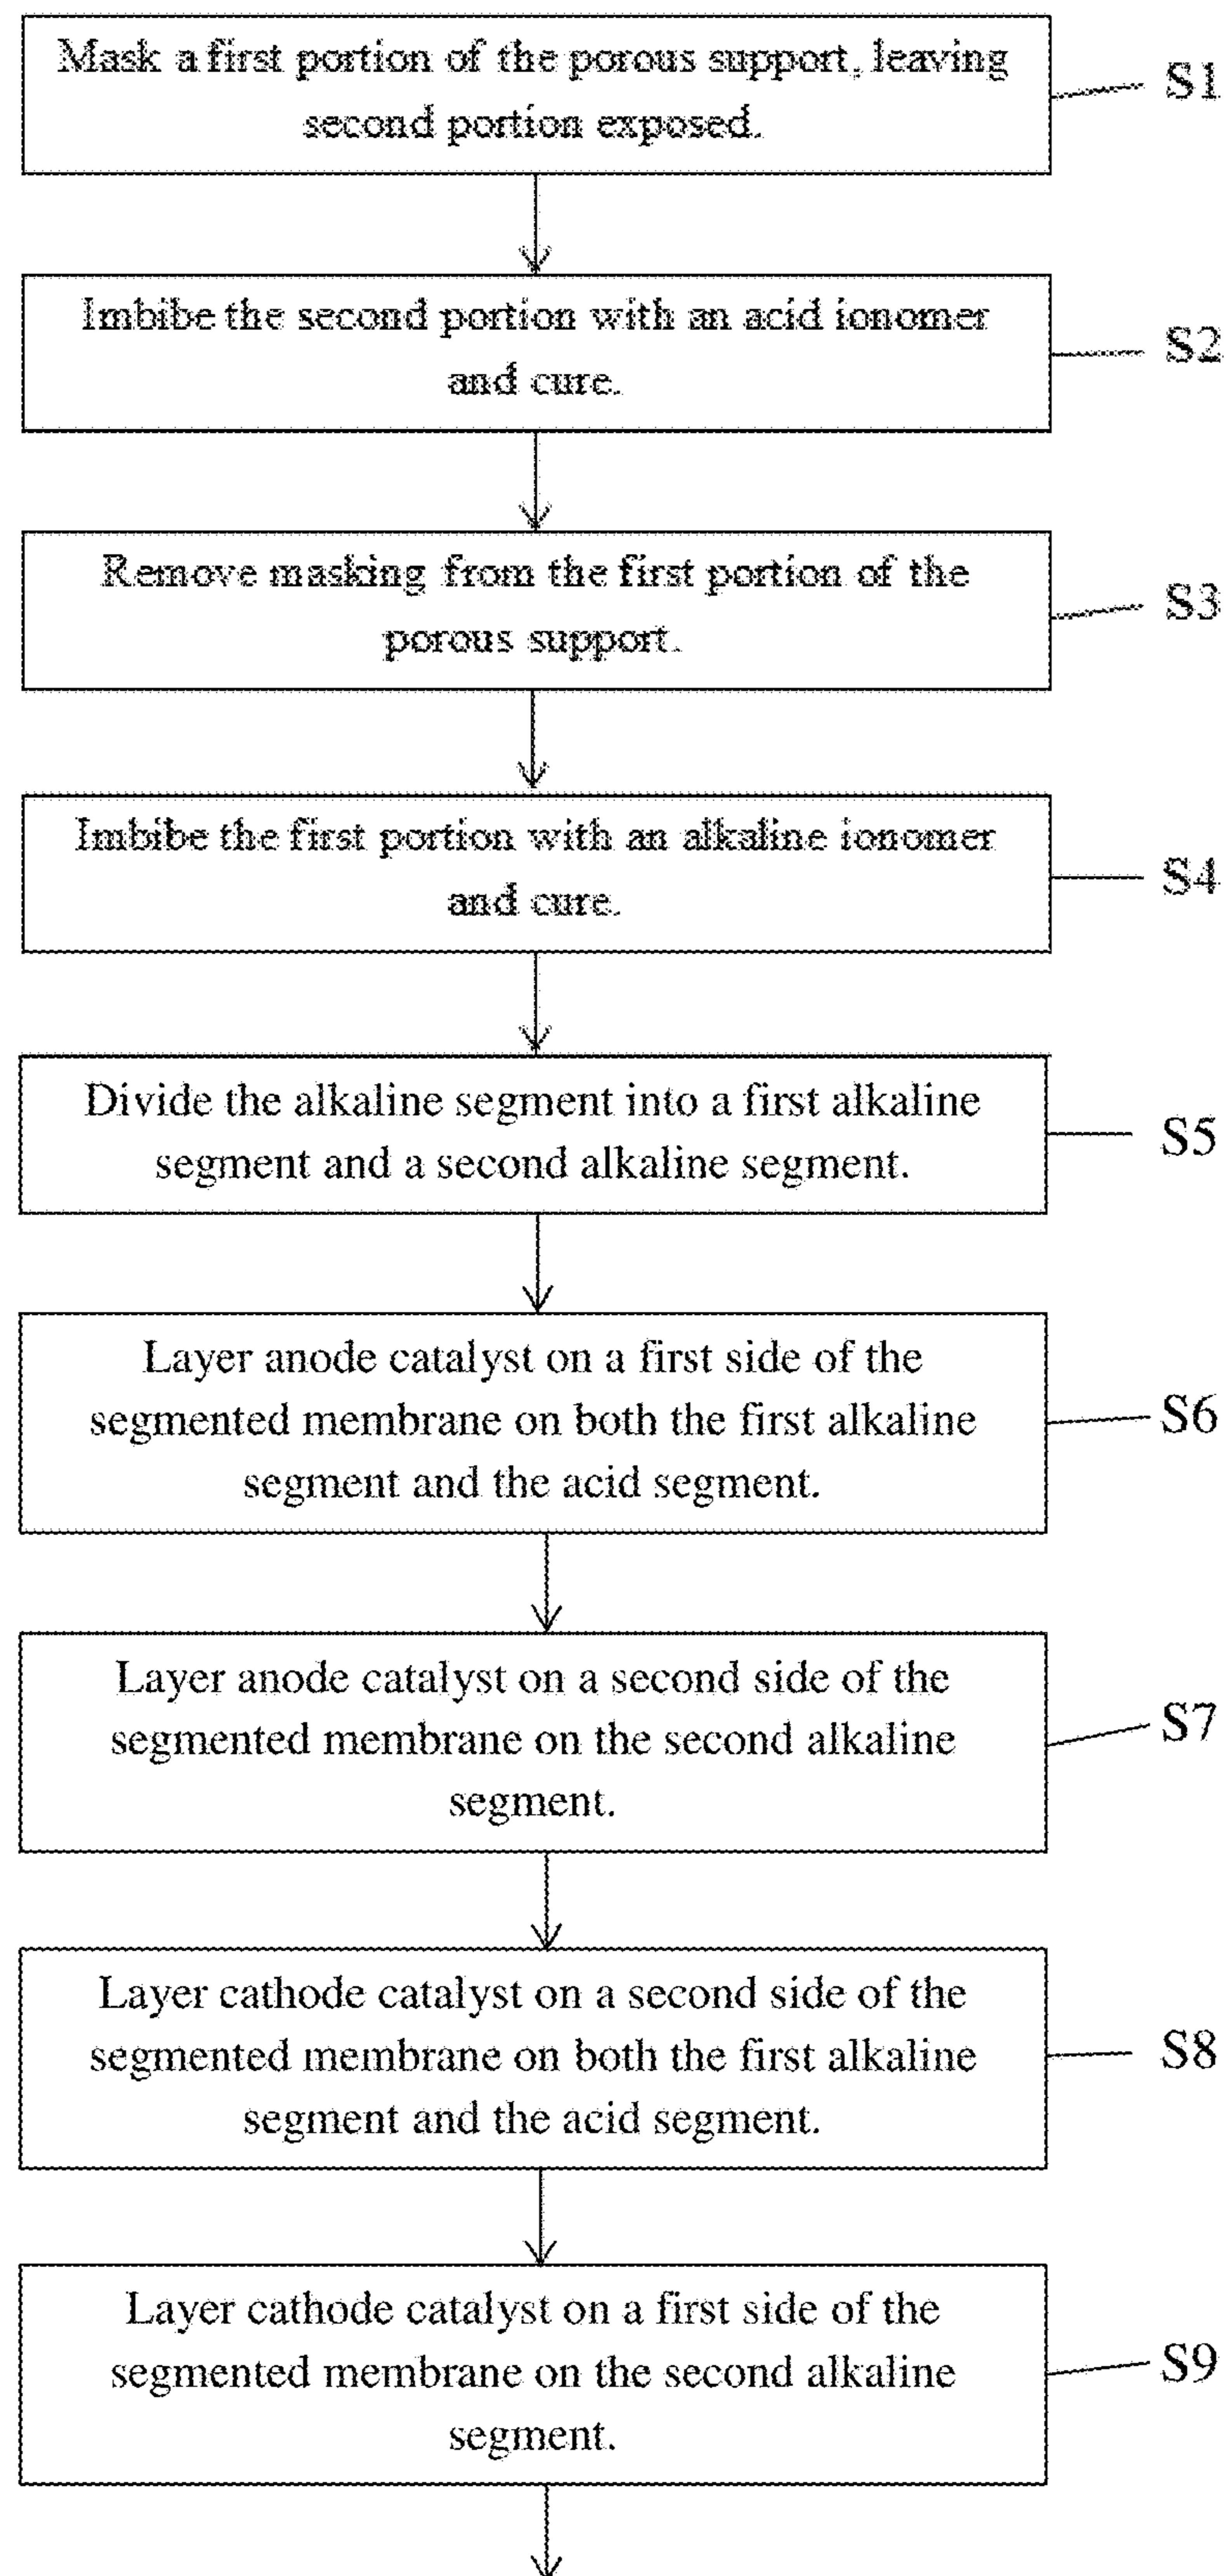 Mask a first portion of the porous support, leaving
second portion exposed.
S1
Imbibe the second portion with an acid ionomer
and cure.
S2
Remove masking from the first portion of the
porous support.
S3
Imbibe the first portion with an alkaline ionomer
and cure.
S4
Divide the alkaline segment into a first alkaline
segment and a second alkaline segment.
S5
Layer anode catalyst on a first side of the
segmented membrane on both the first alkaline
segment and the acid segment.
S6
Layer anode catalyst on a second side of the
segmented membrane on the second alkaline
segment.
S7
Layer cathode catalyst on a second side of the
segmented membrane on both the first alkaline
segment and the acid segment.
S8
Layer cathode catalyst on a first side of the
segmented membrane on the second alkaline
segment.
S9